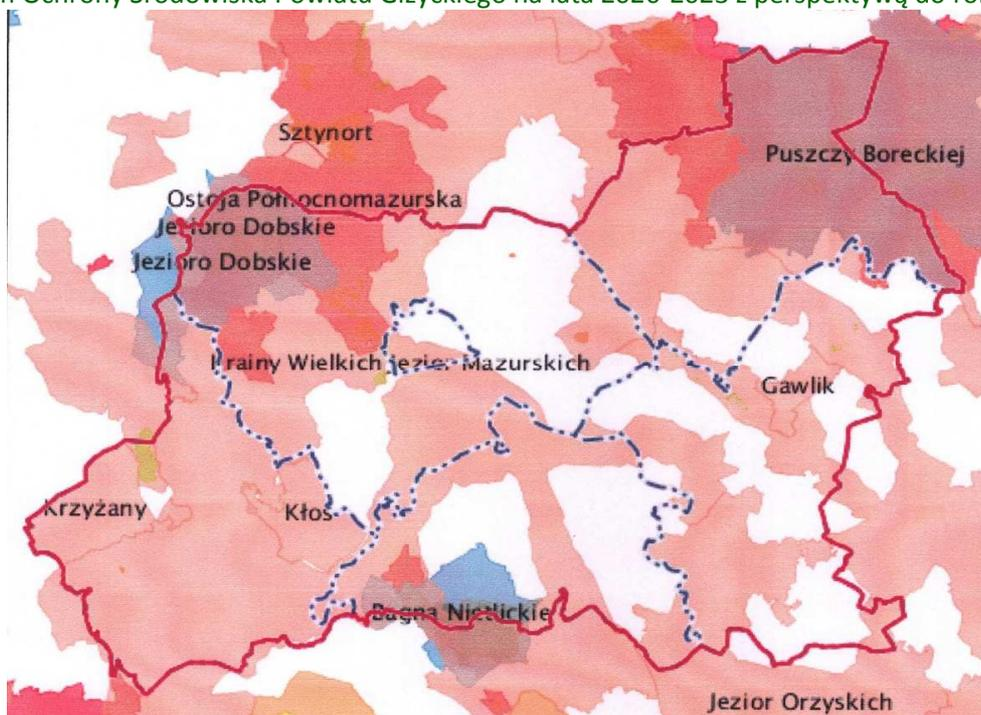 Ochrony Środowiska Powiatu Giżyckiego na lata 2020-2023 z perspektywą do
Sztynort
Puszczy Boreckiej
Ostoja Północnomazurska
Jezioro Dobskie
Jezioro Dobskie
Krainy Wielkich Jezior Mazurskich
Gawlik
Krzyżany
Kłos
Bagna Nietlickie
Jezior Orzyskich